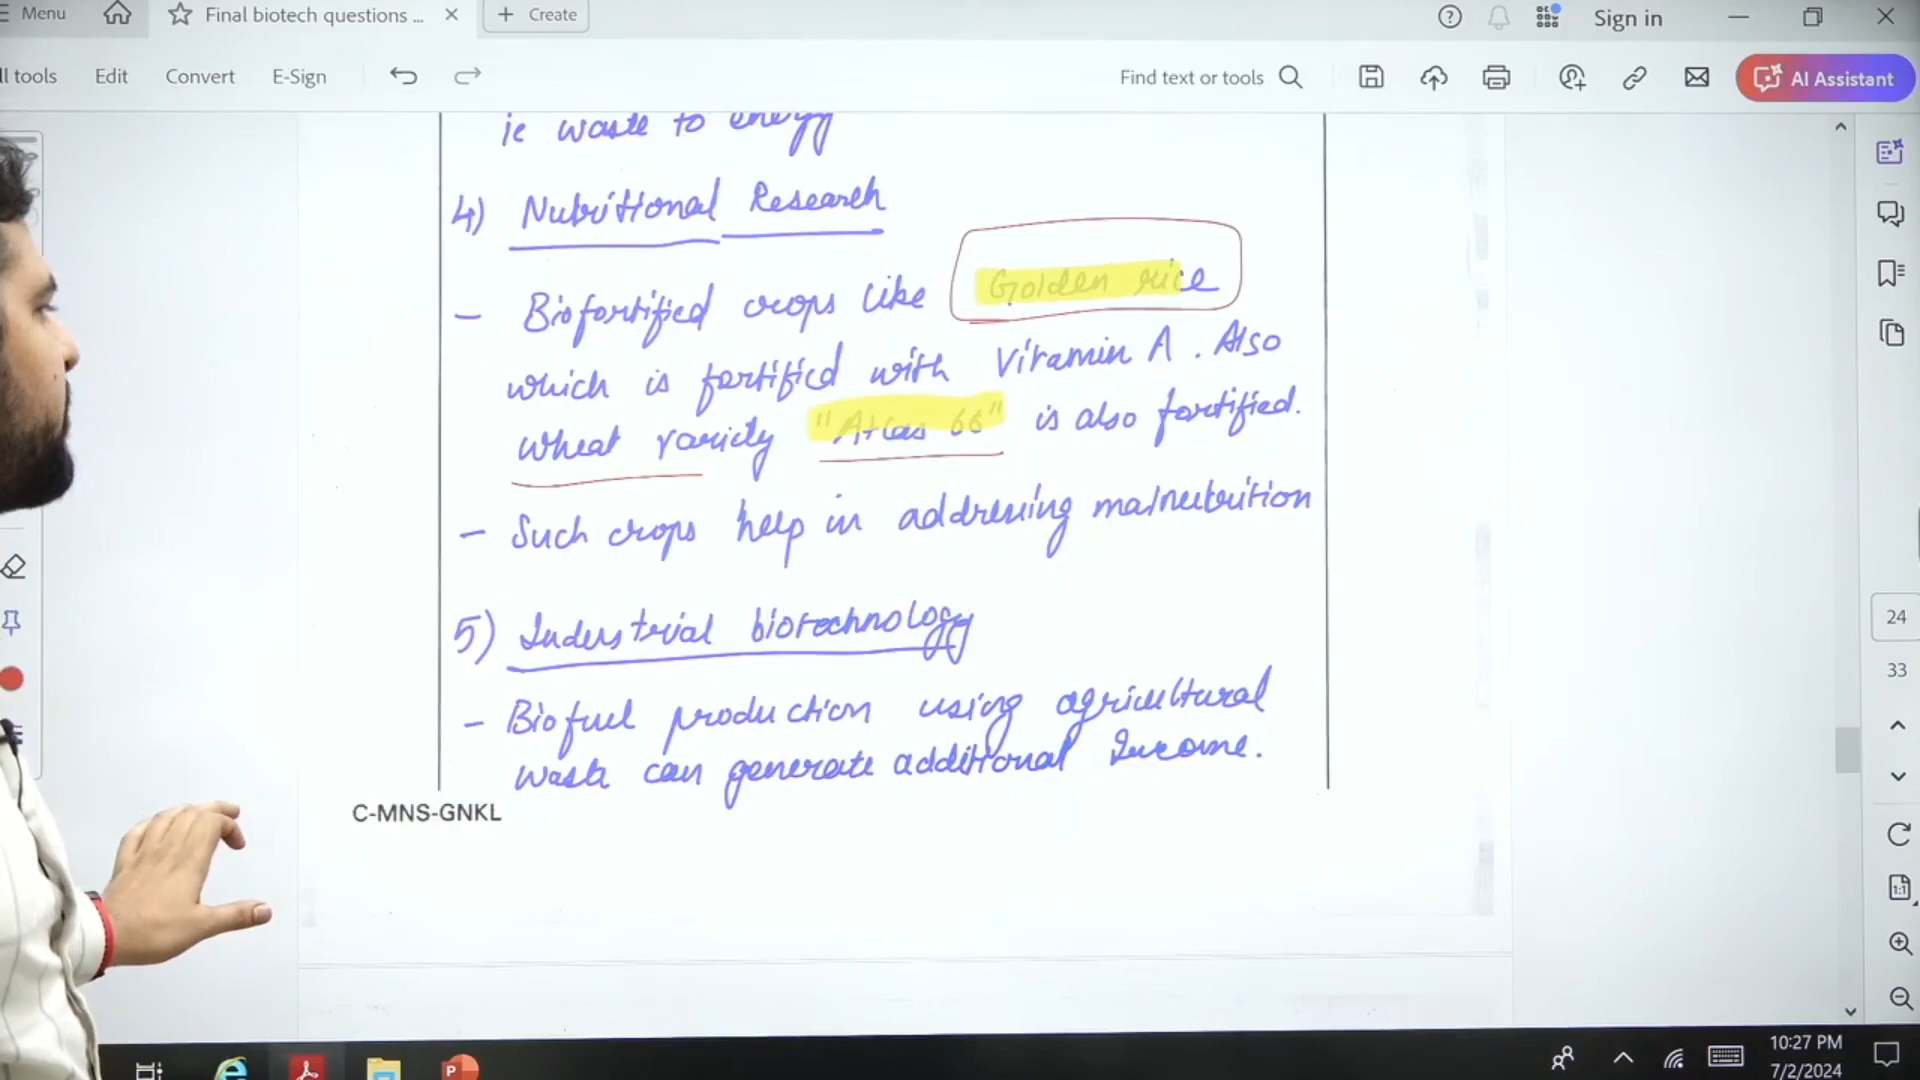 Menu
Final biotech questions ...
Create
Sign in
ll tools
Edit
Convert
E-Sign
Find text or tools
AI Assistant
ie waste to energy
4) Nutritional Research
- Biofortified crops like Golden rice
which is fortified with Vitamin A. Also
wheat variety "Atlas 66" is also fortified.
- Such crops help in addressing malnutrition
5) Industrial biotechnology
- Biofuel production using agricultural
waste can generate additional Income.
C-MNS-GNKL
24
33
1:1
10:27 PM
7/2/2024